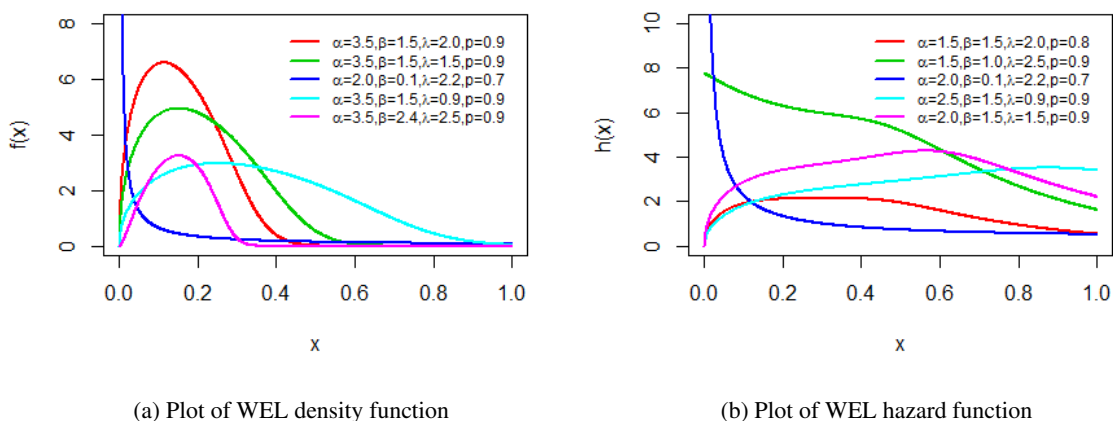 f(x)
8
6
4
2
0
α=3.5,β=1.5,λ=2.0,p=0.9
α=3.5,β=1.5,λ=1.5,p=0.9
α=2.0,β=0.1,λ=2.2,p=0.7
α=3.5,β=1.5,λ=0.9,p=0.9
α=3.5,β=2.4,λ=2.5,p=0.9
0.0 0.2 0.4 0.6 0.8 1.0
x
(a) Plot of WEL density function
h(x)
10
8
6
4
2
0
α=1.5,β=1.5,λ=2.0,p=0.8
α=1.5,β=1.0,λ=2.5,p=0.9
α=2.0,β=0.1,λ=2.2,p=0.7
α=2.5,β=1.5,λ=0.9,p=0.9
α=2.0,β=1.5,λ=1.5,p=0.9
0.0 0.2 0.4 0.6 0.8 1.0
x
(b) Plot of WEL hazard function